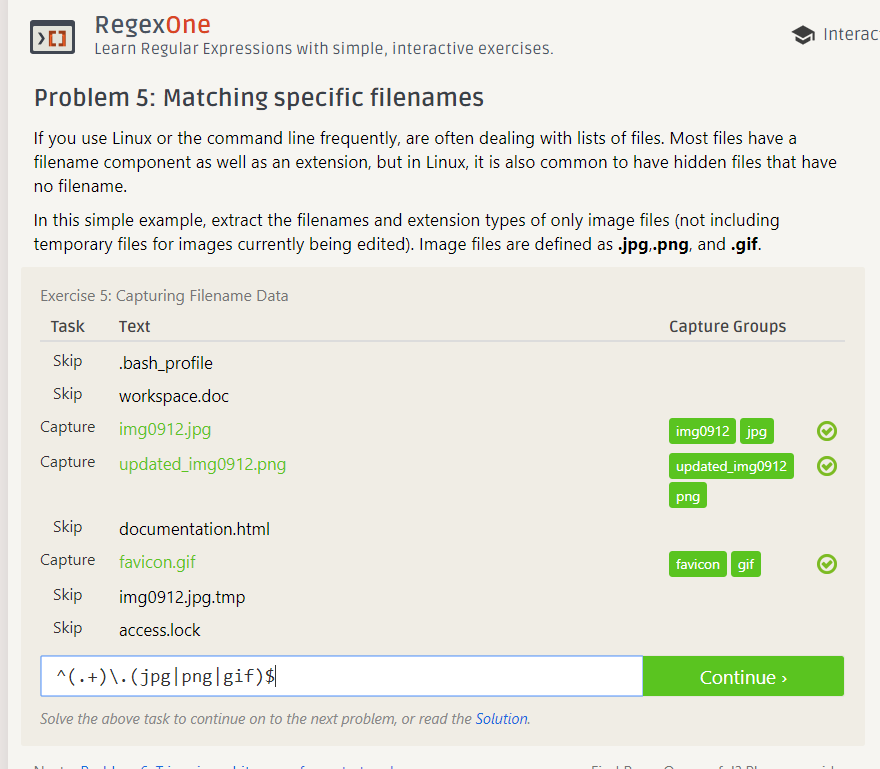 RegexOne
Learn Regular Expressions with simple, interactive exercises.
Interac
Problem 5: Matching specific filenames
If you use Linux or the command line frequently, are often dealing with lists of files. Most files have a
filename component as well as an extension, but in Linux, it is also common to have hidden files that have
no filename.
In this simple example, extract the filenames and extension types of only image files (not including
temporary files for images currently being edited). Image files are defined as .jpg,.png, and .gif.
Exercise 5: Capturing Filename Data
Task Text Capture Groups
Skip .bash_profile
Skip workspace.doc
Capture img0912.jpg img0912 jpg
Capture updated_img0912.png updated_img0912
png
Skip documentation.html
Capture favicon.gif favicon gif
Skip img0912.jpg.tmp
Skip access.lock
^(.+)\.(jpg|png|gif)$ Continue ›
Solve the above task to continue on to the next problem, or read the Solution.